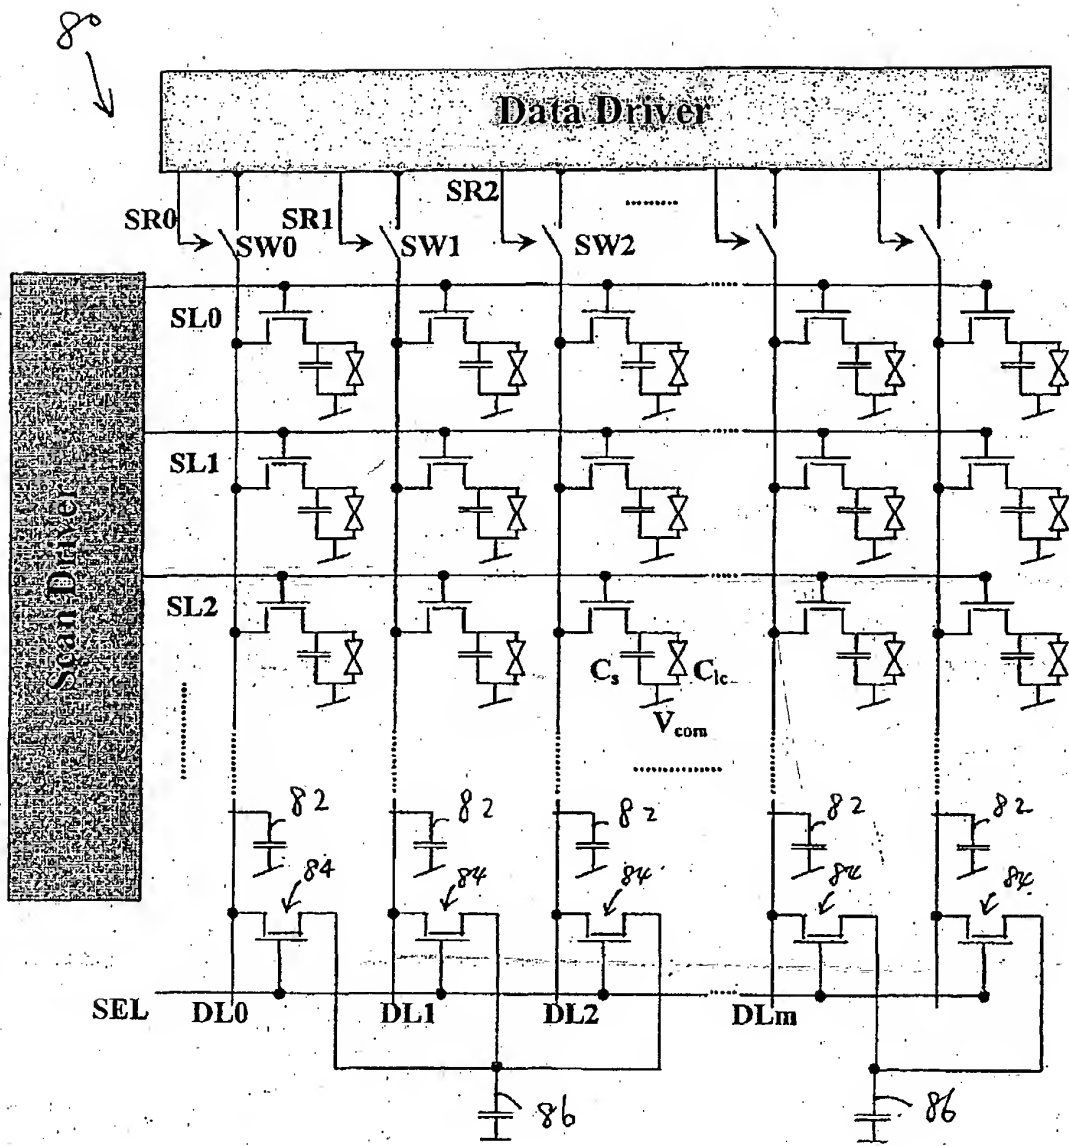 80
Data Driver
SR0
SR1
SR2
SW0
SW1
SW2
Scan Driver
SL0
SL1
SL2
Cs
Clc
Vcom
82
82
82
82
82
84
84
84
84
84
SEL
DL0
DL1
DL2
DLm
86
86